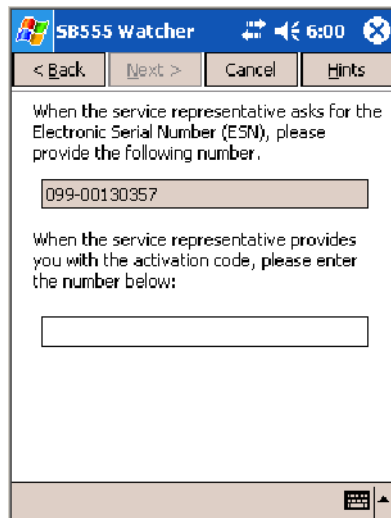 SB555 Watcher 6:00
< Back Next > Cancel Hints
When the service representative asks for the
Electronic Serial Number (ESN), please
provide the following number.
099-00130357
When the service representative provides
you with the activation code, please enter
the number below: